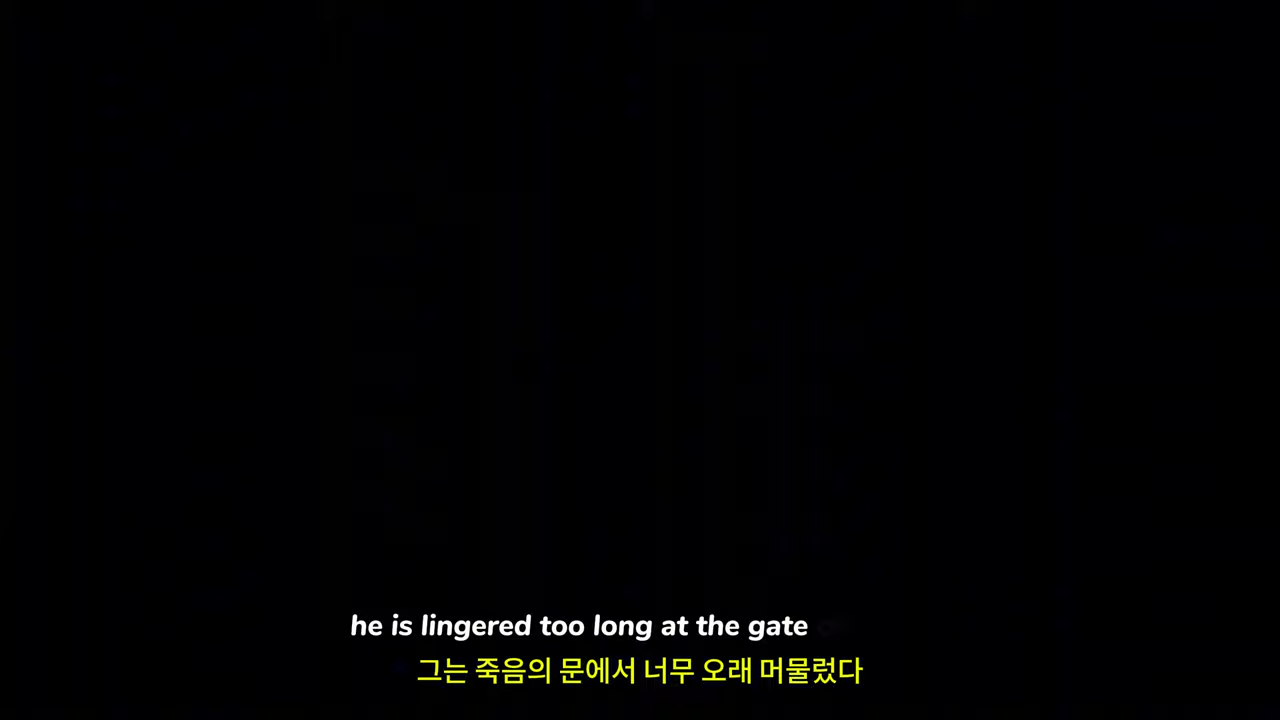 he is lingered too long at the gate
그는 죽음의 문에서 너무 오래 머물렀다